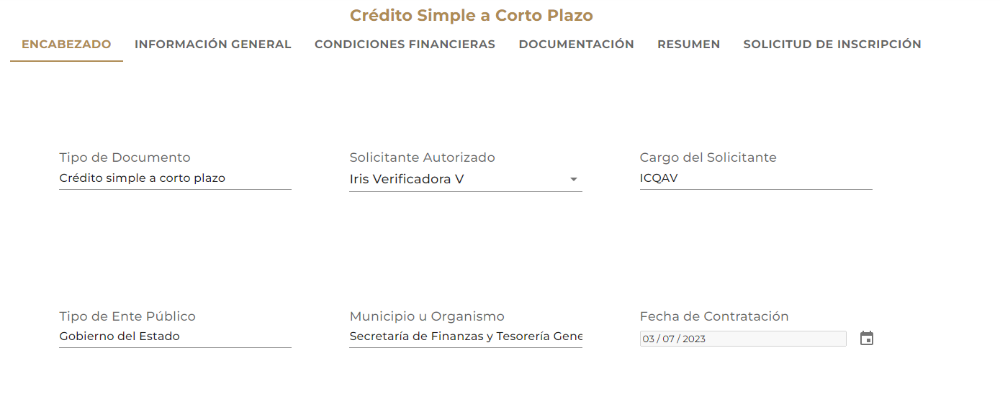 Crédito Simple a Corto Plazo
ENCABEZADO INFORMACIÓN GENERAL CONDICIONES FINANCIERAS DOCUMENTACIÓN RESUMEN SOLICITUD DE INSCRIPCIÓN
Tipo de Documento Solicitante Autorizado Cargo del Solicitante
Crédito simple a corto plazo Iris Verificadora V ICQAV
Tipo de Ente Público Municipio u Organismo Fecha de Contratación
Gobierno del Estado Secretaría de Finanzas y Tesorería Gene 03 / 07 / 2023